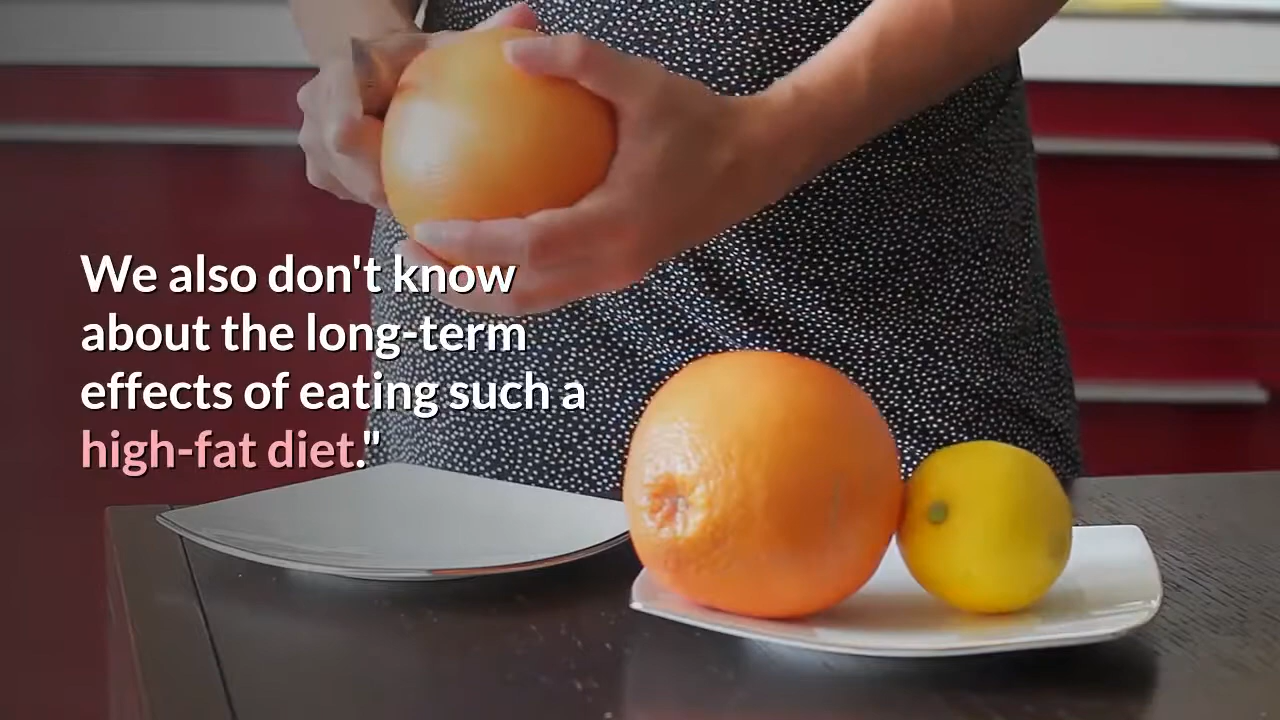 We also don't know
about the long-term
effects of eating such a
high-fat diet."